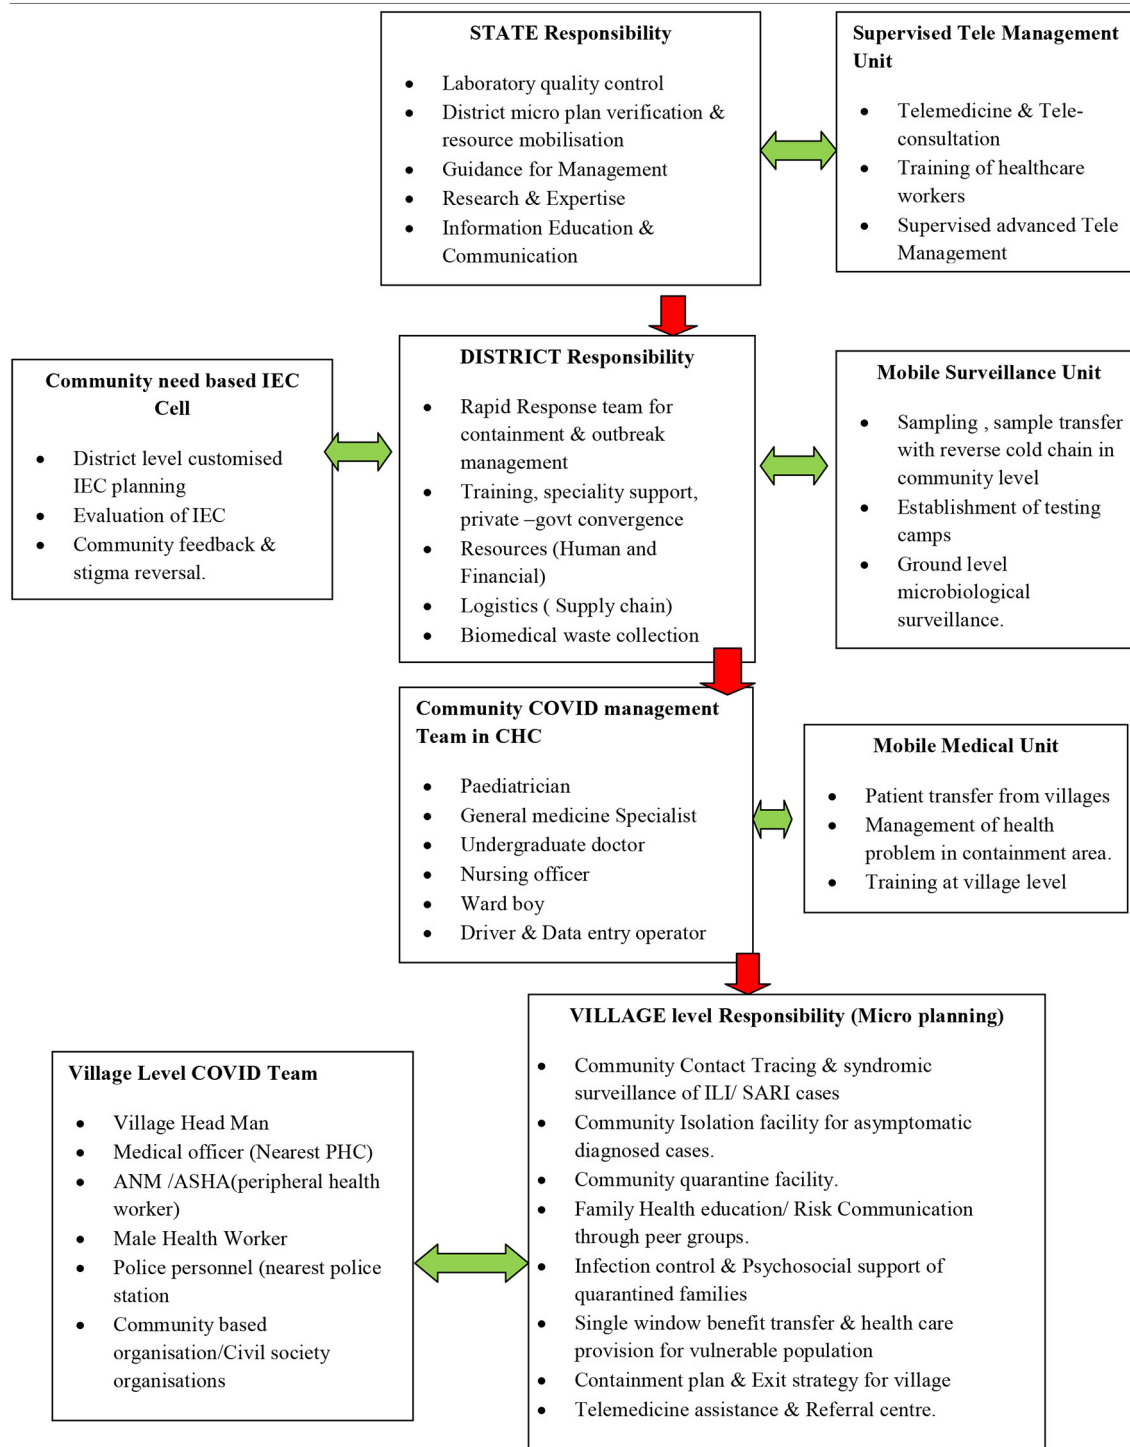 STATE Responsibility
• Laboratory quality control
• District micro plan verification &
resource mobilisation
• Guidance for Management
• Research & Expertise
• Information Education &
Communication
Supervised Tele Management
Unit
• Telemedicine & Tele-
consultation
• Training of healthcare
workers
• Supervised advanced Tele
Management
Community need based IEC
Cell
• District level customised
IEC planning
• Evaluation of IEC
• Community feedback &
stigma reversal.
DISTRICT Responsibility
• Rapid Response team for
containment & outbreak
management
• Training, speciality support,
private –govt convergence
• Resources (Human and
Financial)
• Logistics ( Supply chain)
• Biomedical waste collection
Mobile Surveillance Unit
• Sampling , sample transfer
with reverse cold chain in
community level
• Establishment of testing
camps
• Ground level
microbiological
surveillance.
Community COVID management
Team in CHC
• Paediatrician
• General medicine Specialist
• Undergraduate doctor
• Nursing officer
• Ward boy
• Driver & Data entry operator
Mobile Medical Unit
• Patient transfer from villages
• Management of health
problem in containment area.
• Training at village level
Village Level COVID Team
• Village Head Man
• Medical officer (Nearest PHC)
• ANM /ASHA(peripheral health
worker)
• Male Health Worker
• Police personnel (nearest police
station
• Community based
organisation/Civil society
organisations
VILLAGE level Responsibility (Micro planning)
• Community Contact Tracing & syndromic
surveillance of ILI/ SARI cases
• Community Isolation facility for asymptomatic
diagnosed cases.
• Community quarantine facility.
• Family Health education/ Risk Communication
through peer groups.
• Infection control & Psychosocial support of
quarantined families
• Single window benefit transfer & health care
provision for vulnerable population
• Containment plan & Exit strategy for village
• Telemedicine assistance & Referral centre.